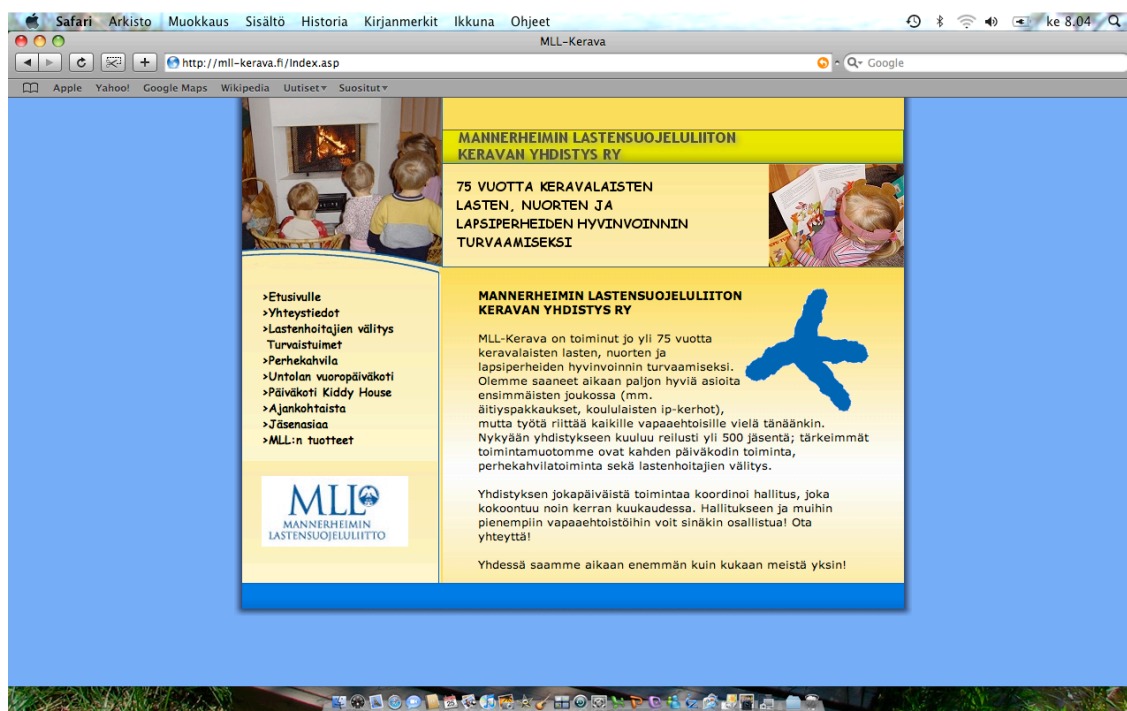 Safari Arkisto Muokkaus Sisältö Historia Kirjanmerkit Ikkuna Ohjeet ke 8.04
MLL-Kerava
http://mll-kerava.fi/Index.asp
Google
Apple Yahoo! Google Maps Wikipedia Uutiset Suositut
MANNERHEIMIN LASTENSUOJELULIITON
KERAVAN YHDISTYS RY
75 VUOTTA KERAVALAISTEN
LASTEN, NUORTEN JA
LAPSIPERHEIDEN HYVINVOINNIN
TURVAAMISEKSI
>Etusivulle
>Yhteystiedot
>Lastenhoitajien välitys
Turvaistuimet
>Perhekahvila
>Untolan vuoropäiväkoti
>Päiväkoti Kiddy House
>Ajankohtaista
>Jäsenasiaa
>MLL:n tuotteet
MLL
MANNERHEIMIN
LASTENSUOJELULIITTO
MANNERHEIMIN LASTENSUOJELULIITON
KERAVAN YHDISTYS RY
MLL-Kerava on toiminut jo yli 75 vuotta
keravalaisten lasten, nuorten ja
lapsiperheiden hyvinvoinnin turvaamiseksi.
Olemme saaneet aikaan paljon hyviä asioita
ensimmäisten joukossa (mm.
äitiyspakkaukset, koululaisten ip-kerhot),
mutta työtä riittää kaikille vapaaehtoisille vielä tänäänkin.
Nykyään yhdistykseen kuuluu reilusti yli 500 jäsentä; tärkeimmät
toimintamuotomme ovat kahden päiväkodin toiminta,
perhekahvilatoiminta sekä lastenhoitajien välitys.
Yhdistyksen jokapäiväistä toimintaa koordinoi hallitus, joka
kokoontuu noin kerran kuukaudessa. Hallitukseen ja muihin
pienempiin vapaaehtoistöihin voit sinäkin osallistua! Ota
yhteyttä!
Yhdessä saamme aikaan enemmän kuin kukaan meistä yksin!